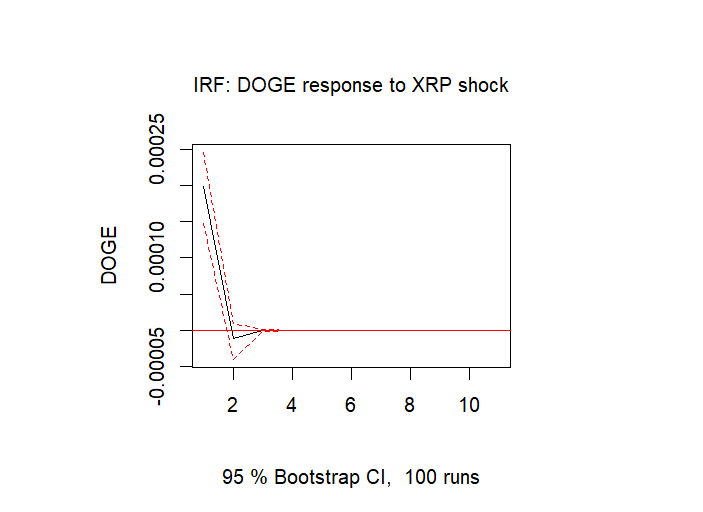 IRF: DOGE response to XRP shock
0.00025
0.00010
-0.00005
DOGE
2 4 6 8 10
95 % Bootstrap CI,  100 runs